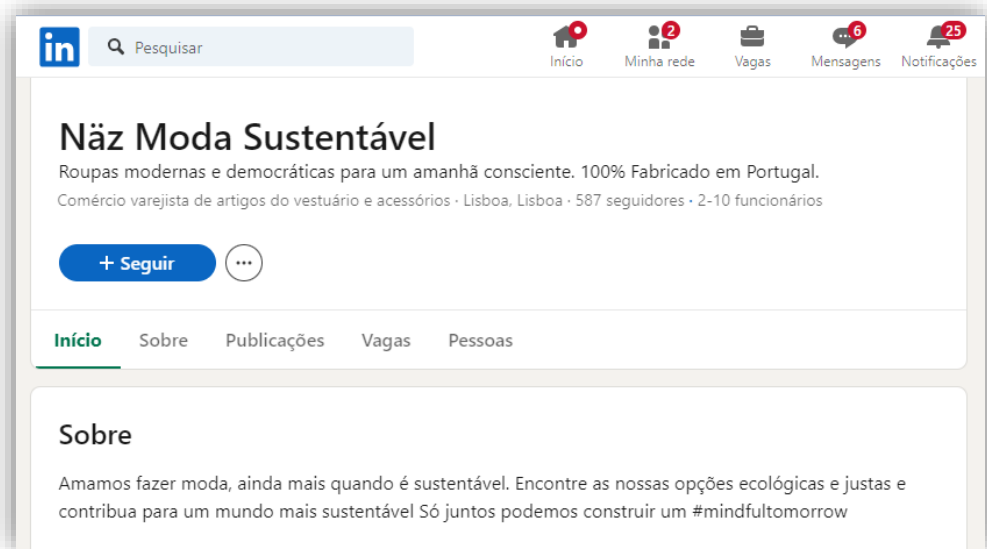 in Pesquisar
2 6 25
Início Minha rede Vagas Mensagens Notificações
Näz Moda Sustentável
Roupas modernas e democráticas para um amanhã consciente. 100% Fabricado em Portugal.
Comércio varejista de artigos do vestuário e acessórios · Lisboa, Lisboa · 587 seguidores · 2-10 funcionários
+ Seguir ...
Início Sobre Publicações Vagas Pessoas
Sobre
Amamos fazer moda, ainda mais quando é sustentável. Encontre as nossas opções ecológicas e justas e
contribua para um mundo mais sustentável Só juntos podemos construir um #mindfultomorrow